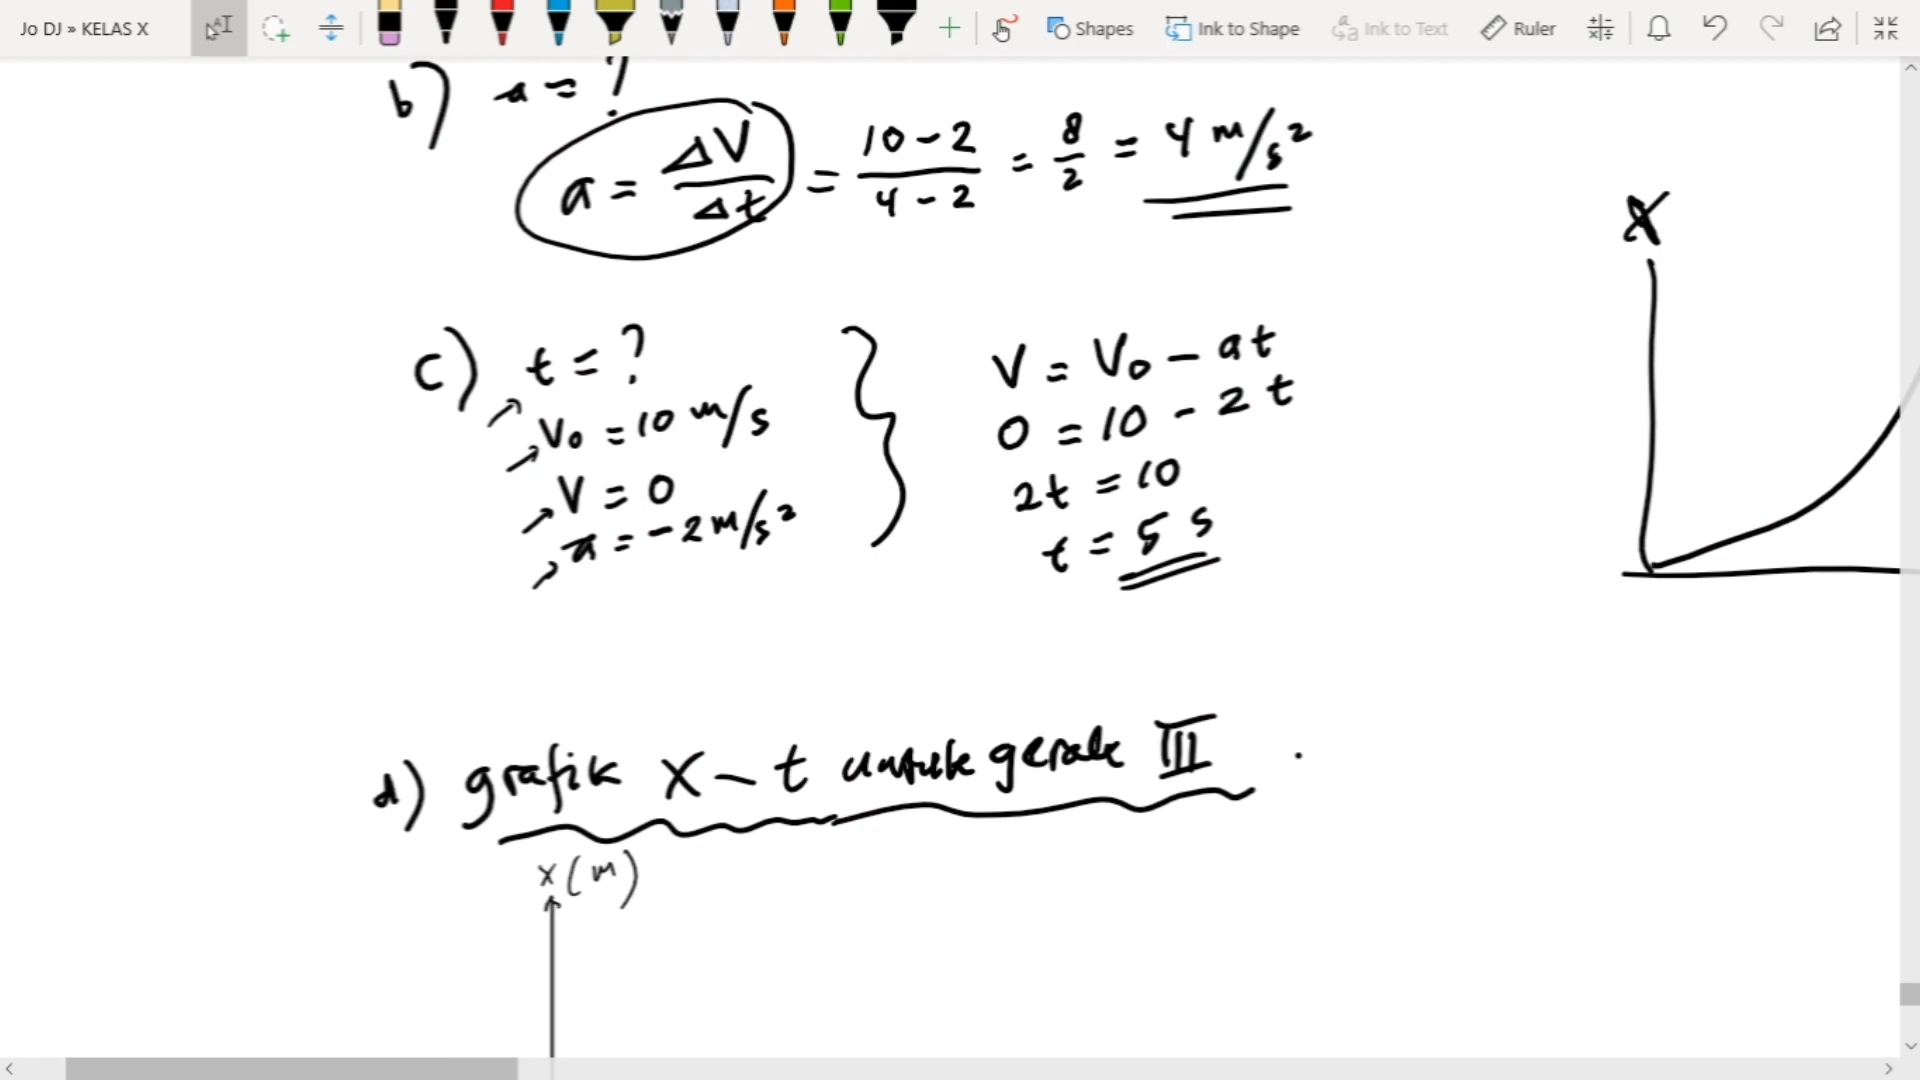 Jo DJ » KELAS X
Shapes
Ink to Shape
Ink to Text
Ruler
b) a = ?
a = ΔV/Δt = (10 - 2)/(4 - 2) = 8/2 = 4 m/s²
X
c) t = ?
V₀ = 10 m/s
V = 0
a = -2 m/s²
V = V₀ - at
0 = 10 - 2t
2t = 10
t = 5 s
d) grafik X - t untuk gerak III .
x (m)